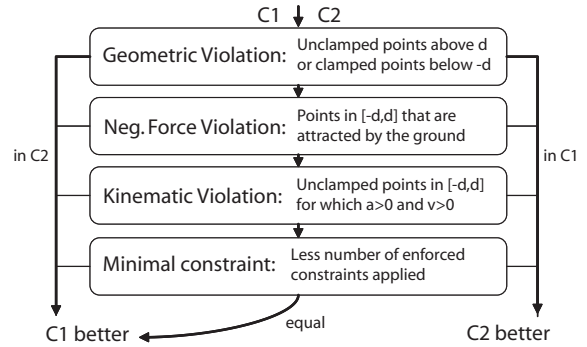 C1 C2
Geometric Violation: Unclamped points above d
or clamped points below -d
Neg. Force Violation: Points in [-d,d] that are
attracted by the ground
in C2
in C1
Kinematic Violation: Unclamped points in [-d,d]
for which a>0 and v>0
Minimal constraint: Less number of enforced
constraints applied
equal
C1 better
C2 better